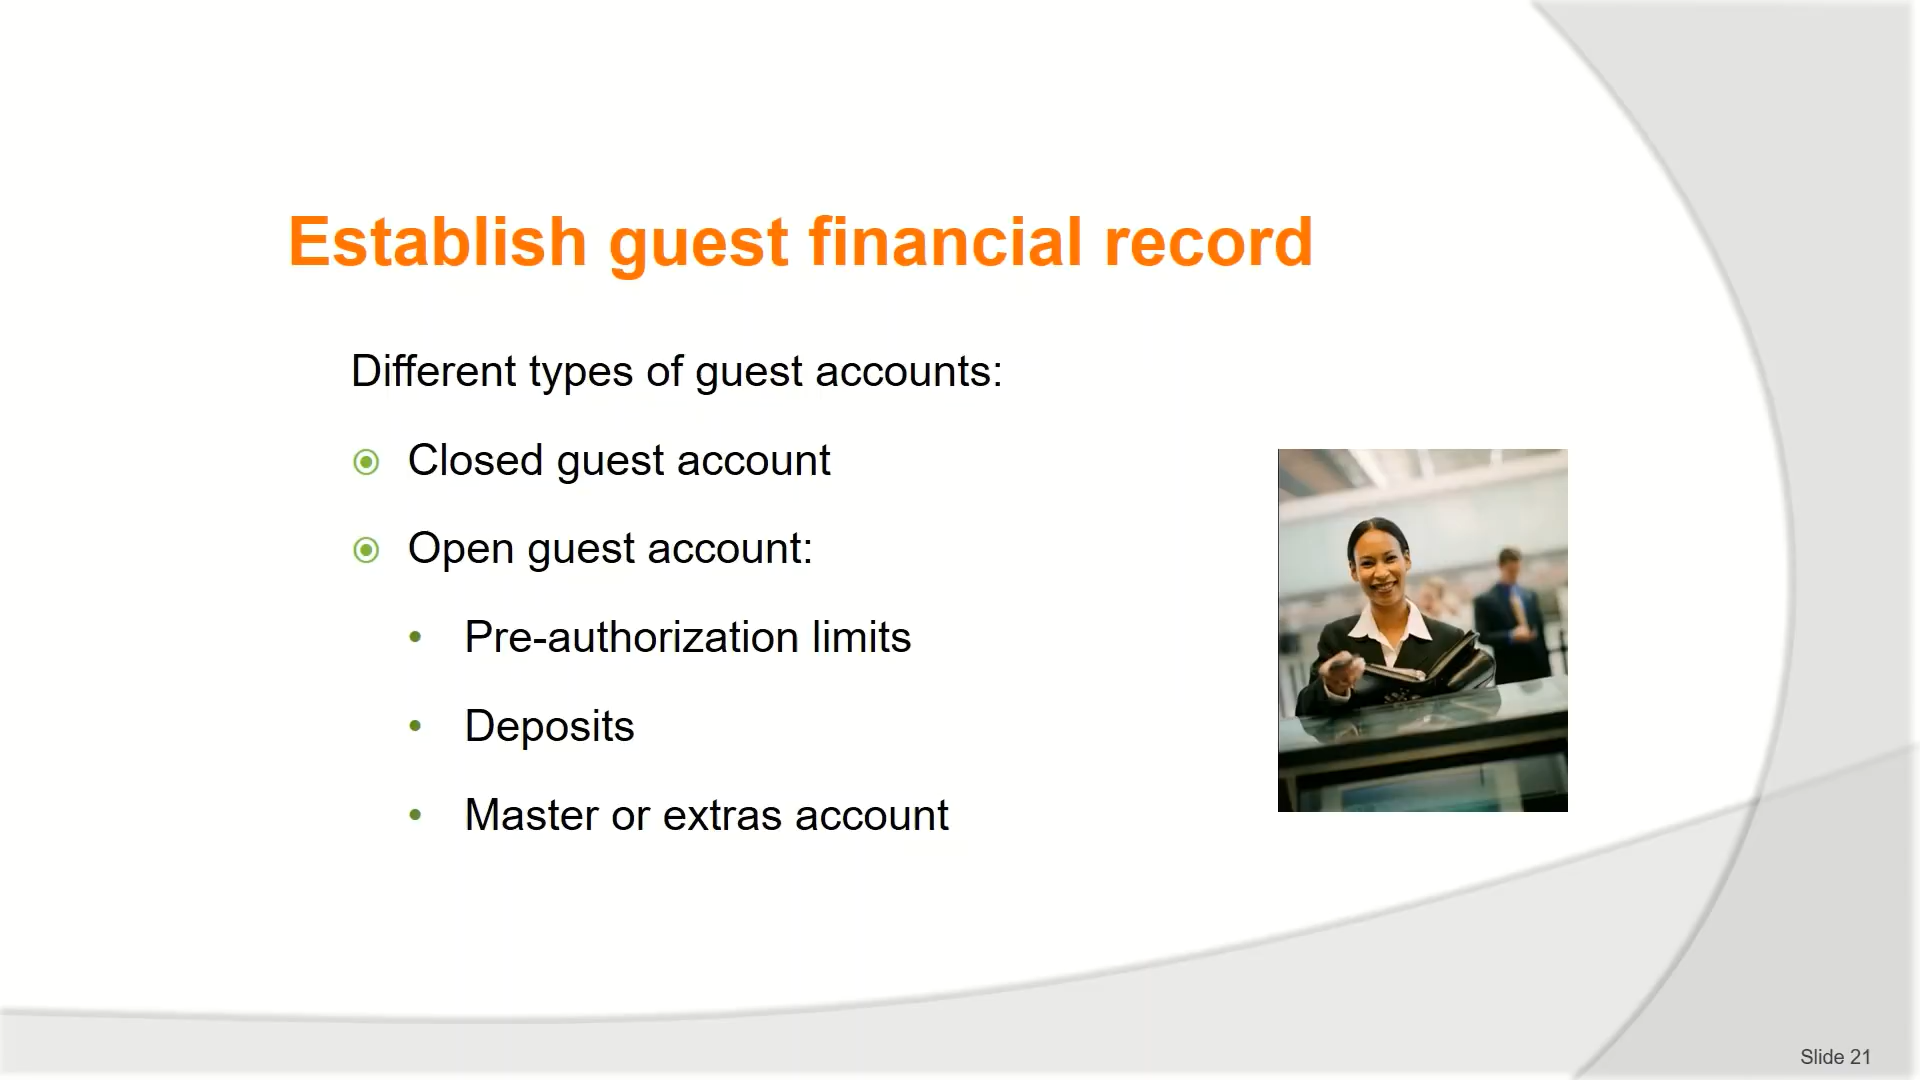 Establish guest financial record
Different types of guest accounts:
Closed guest account
Open guest account:
• Pre-authorization limits
• Deposits
• Master or extras account
Slide 21